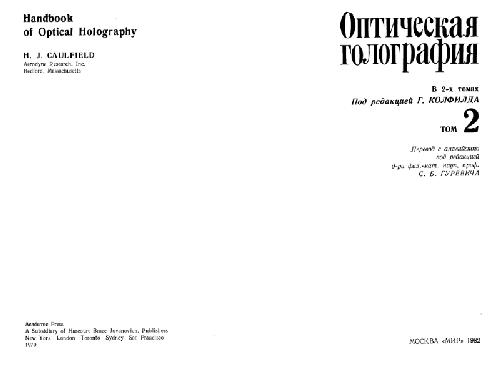 Handbook
of Optical Holography
H. J. CAULFIELD
Aerodyne Research, Inc.
Bedford, Massachusetts
Academic Press
A Subsidiary of Harcourt Brace Jovanovich, Publishers
New York London Toronto Sydney San Francisco
1979
Оптическая
голография
В 2-х томах
Под редакцией Г. КОЛФИЛДА
ТОМ 2
Перевод с английского
под редакцией
д-ра физ.-мат. наук, проф.
С. Б. ГУРЕВИЧА
МОСКВА «МИР» 1982